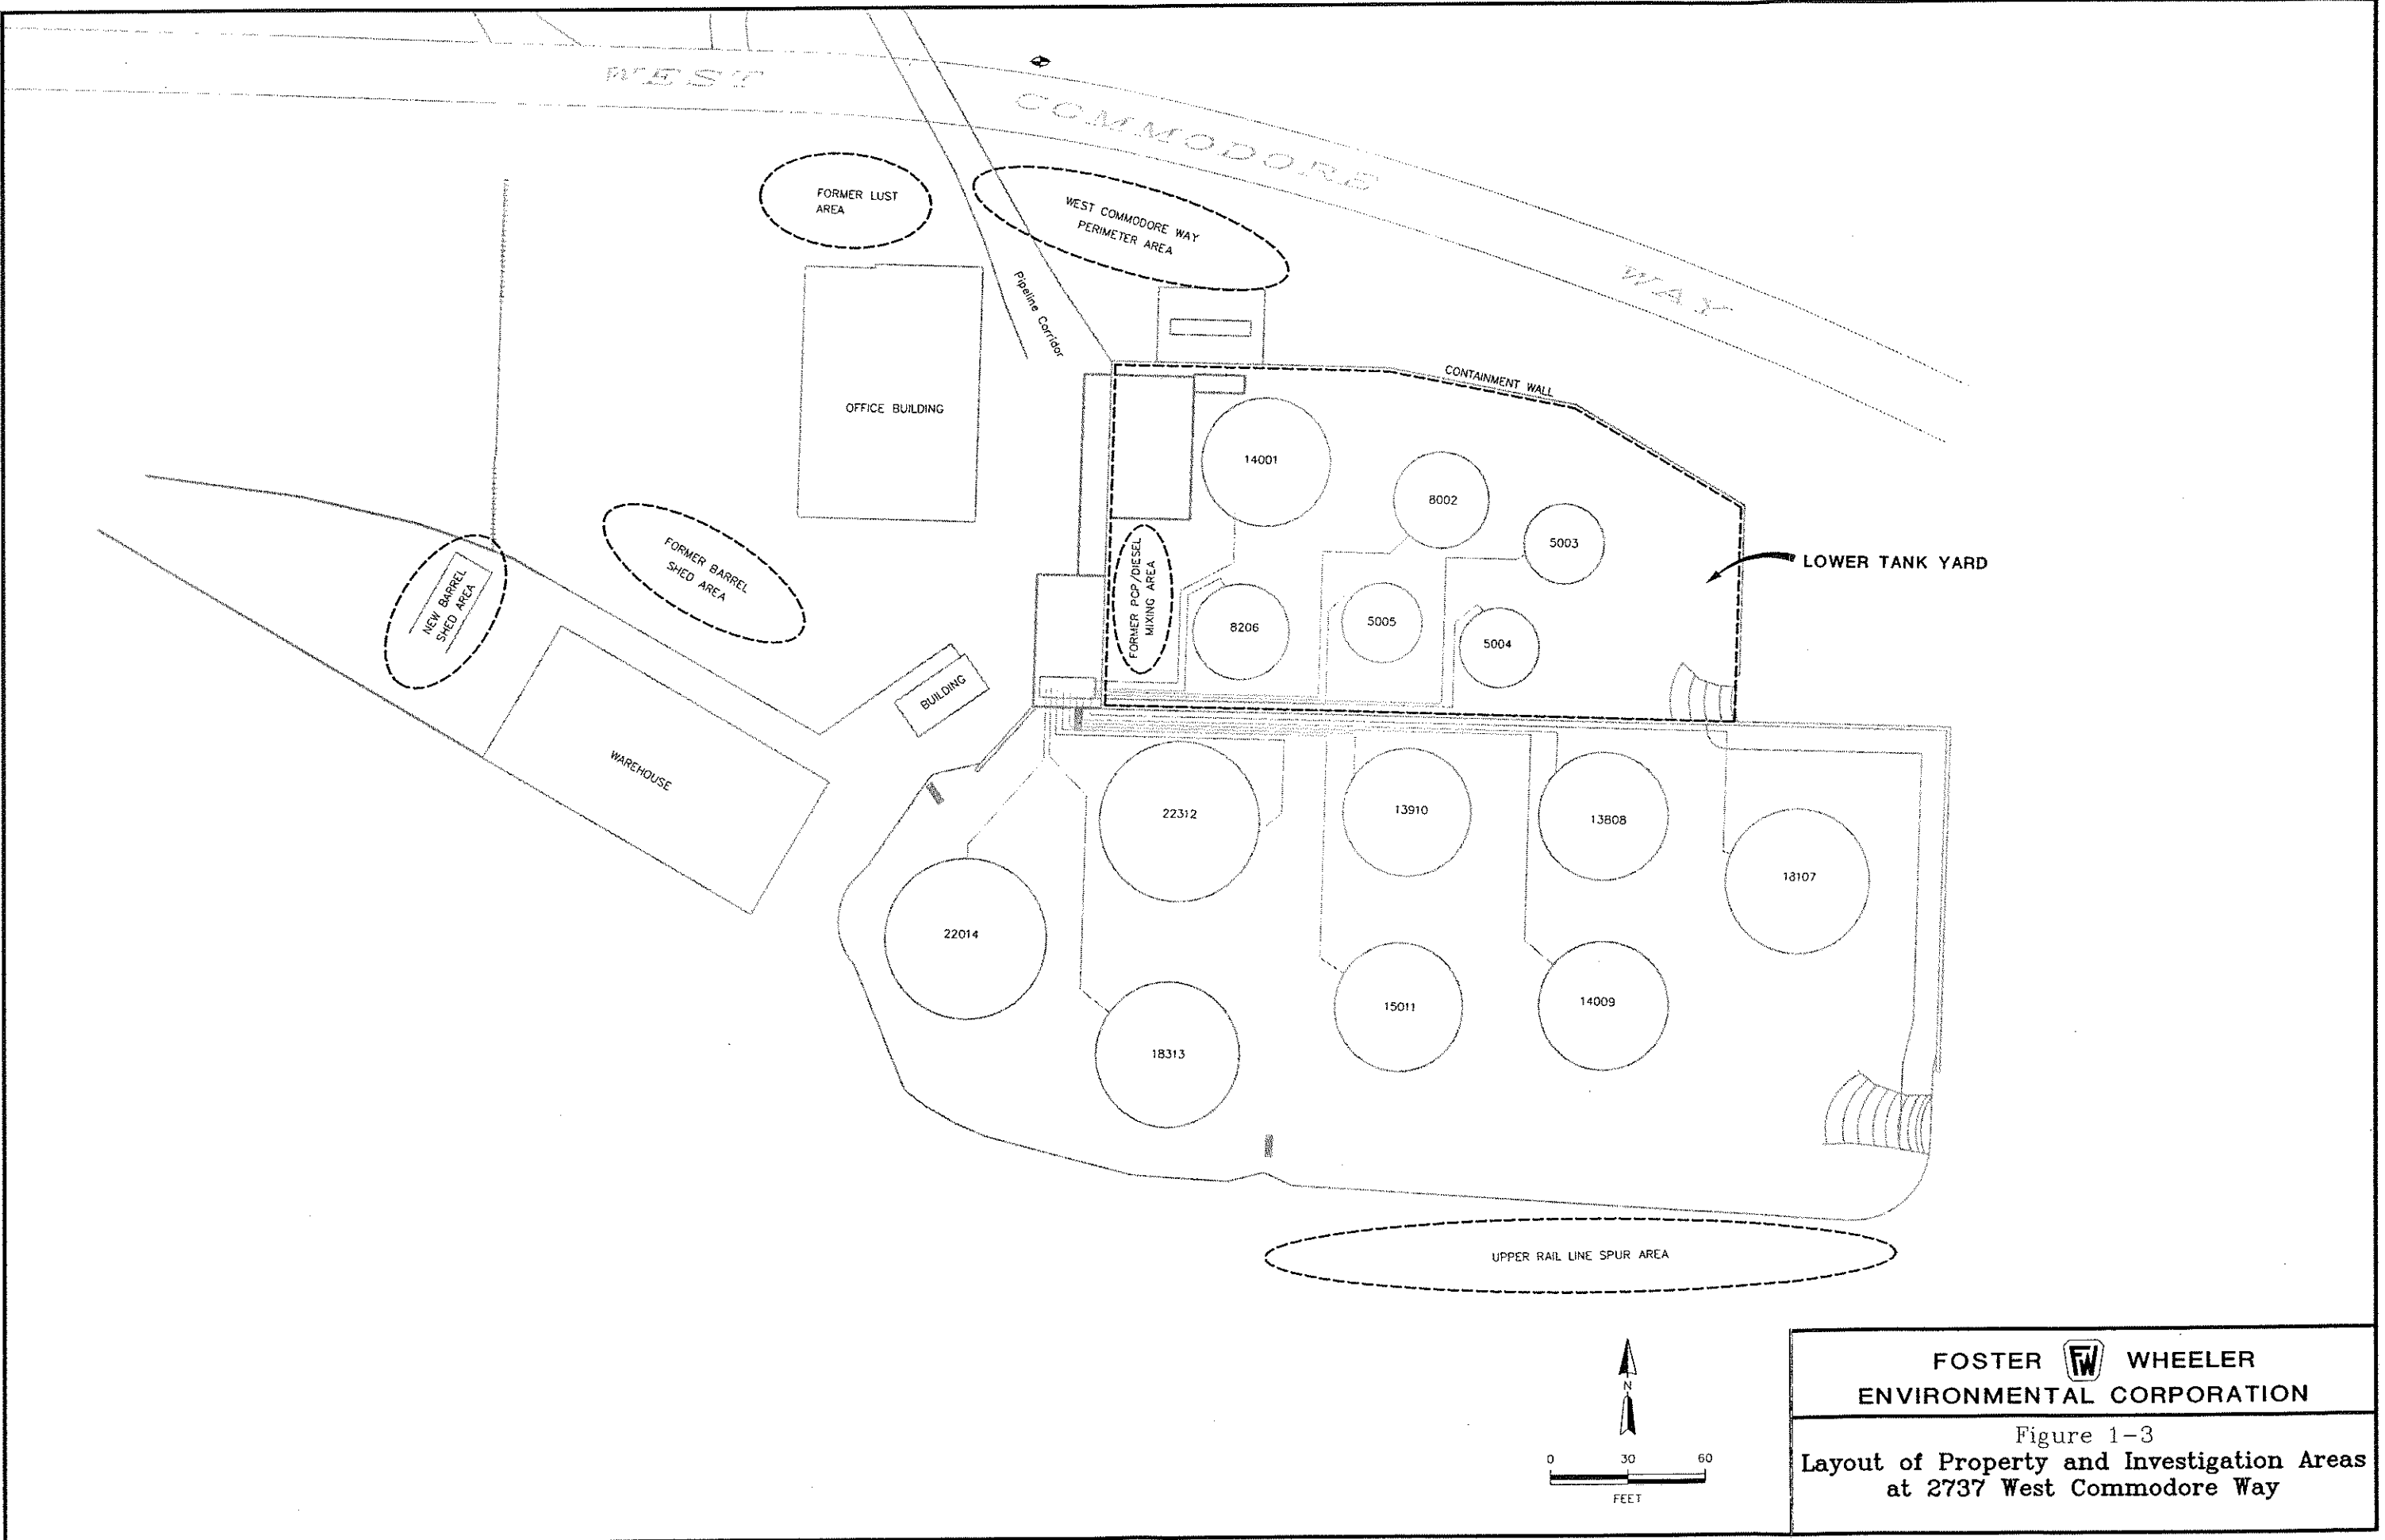 WEST COMMODORE WAY
FORMER LUST
AREA
WEST COMMODORE WAY
PERIMETER AREA
Pipeline Corridor
OFFICE BUILDING
CONTAINMENT WALL
14001
8002
5003
LOWER TANK YARD
FORMER BARREL
SHED AREA
NEW BARREL
SHED AREA
FORMER PCP/DIESEL
MIXING AREA
8206
5005
5004
BUILDING
WAREHOUSE
22312
13910
13808
18107
22014
15011
14009
18313
UPPER RAIL LINE SPUR AREA
N
0 30 60
FEET
FOSTER FW WHEELER
ENVIRONMENTAL CORPORATION
Figure 1-3
Layout of Property and Investigation Areas
at 2737 West Commodore Way